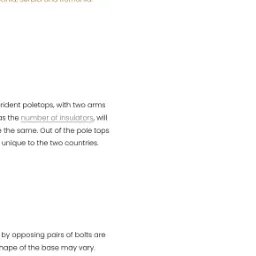 rident poletops, with two arms
as the number of insulators, will
the same. Out of the pole tops
unique to the two countries.
by opposing pairs of bolts are
hape of the base may vary.